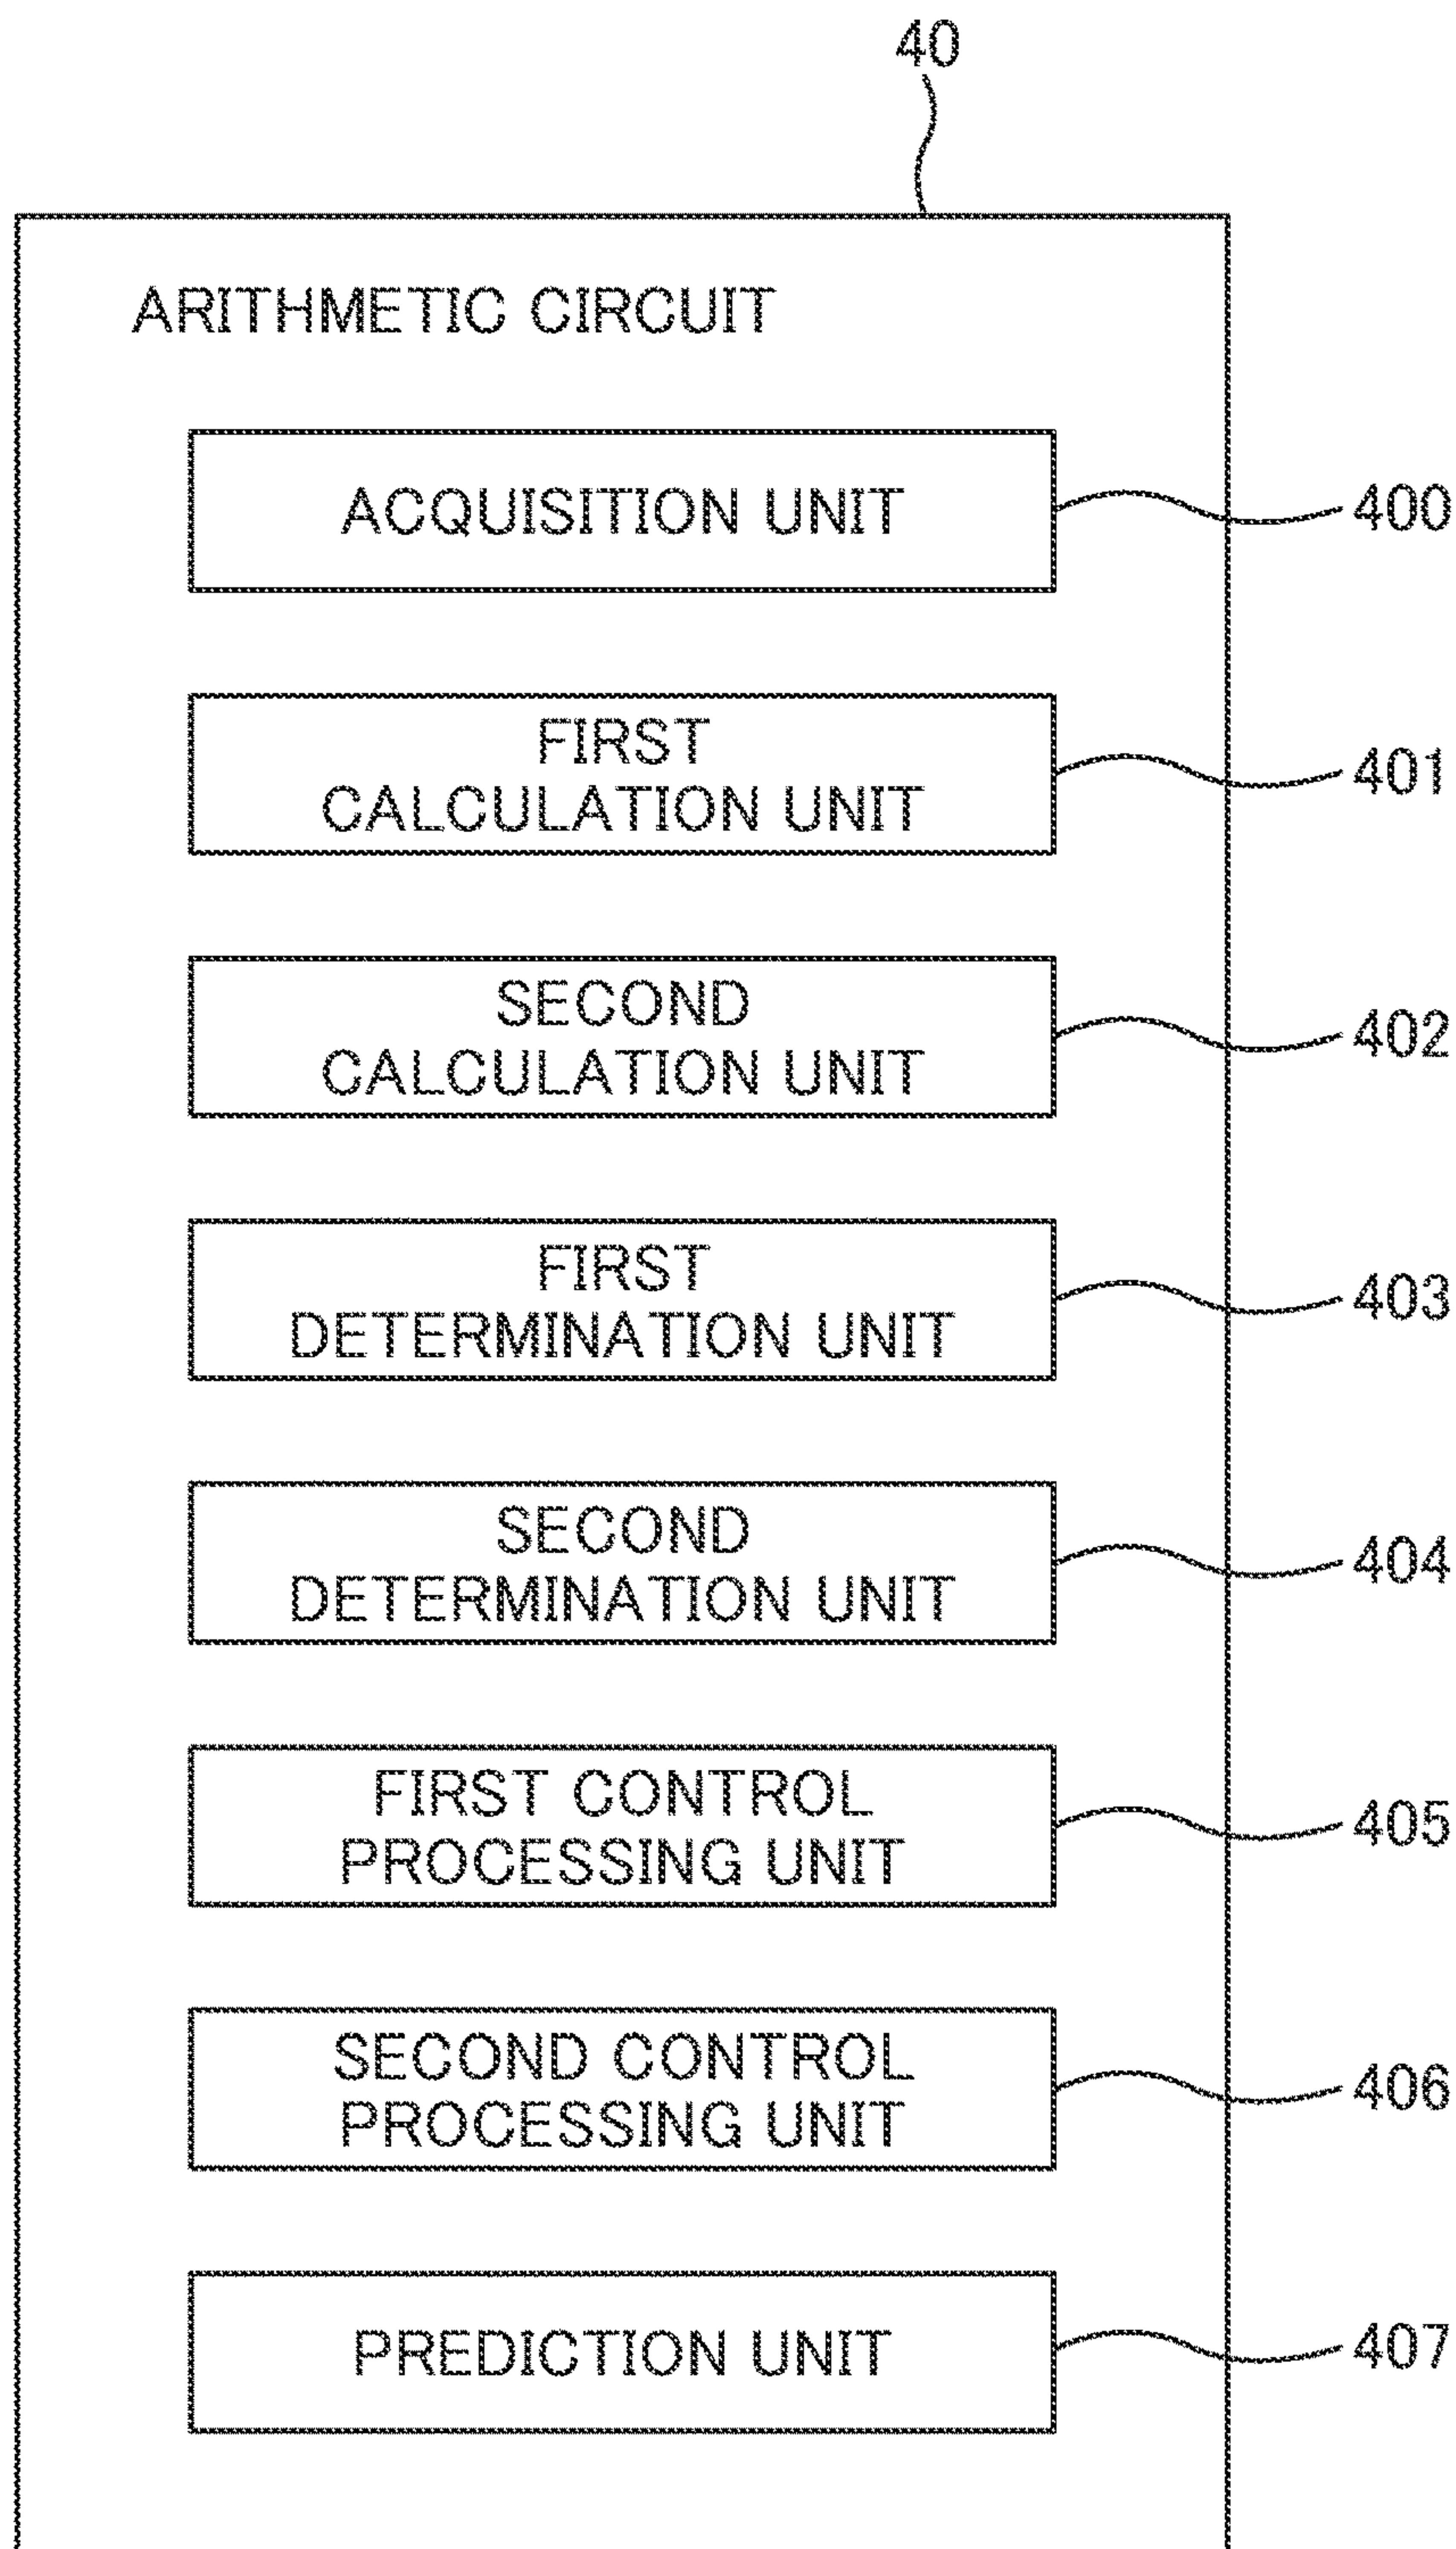 40
ARITHMETIC CIRCUIT
ACQUISITION UNIT
400
FIRST
CALCULATION UNIT
401
SECOND
CALCULATION UNIT
402
FIRST
DETERMINATION UNIT
403
SECOND
DETERMINATION UNIT
404
FIRST CONTROL
PROCESSING UNIT
405
SECOND CONTROL
PROCESSING UNIT
406
PREDICTION UNIT
407